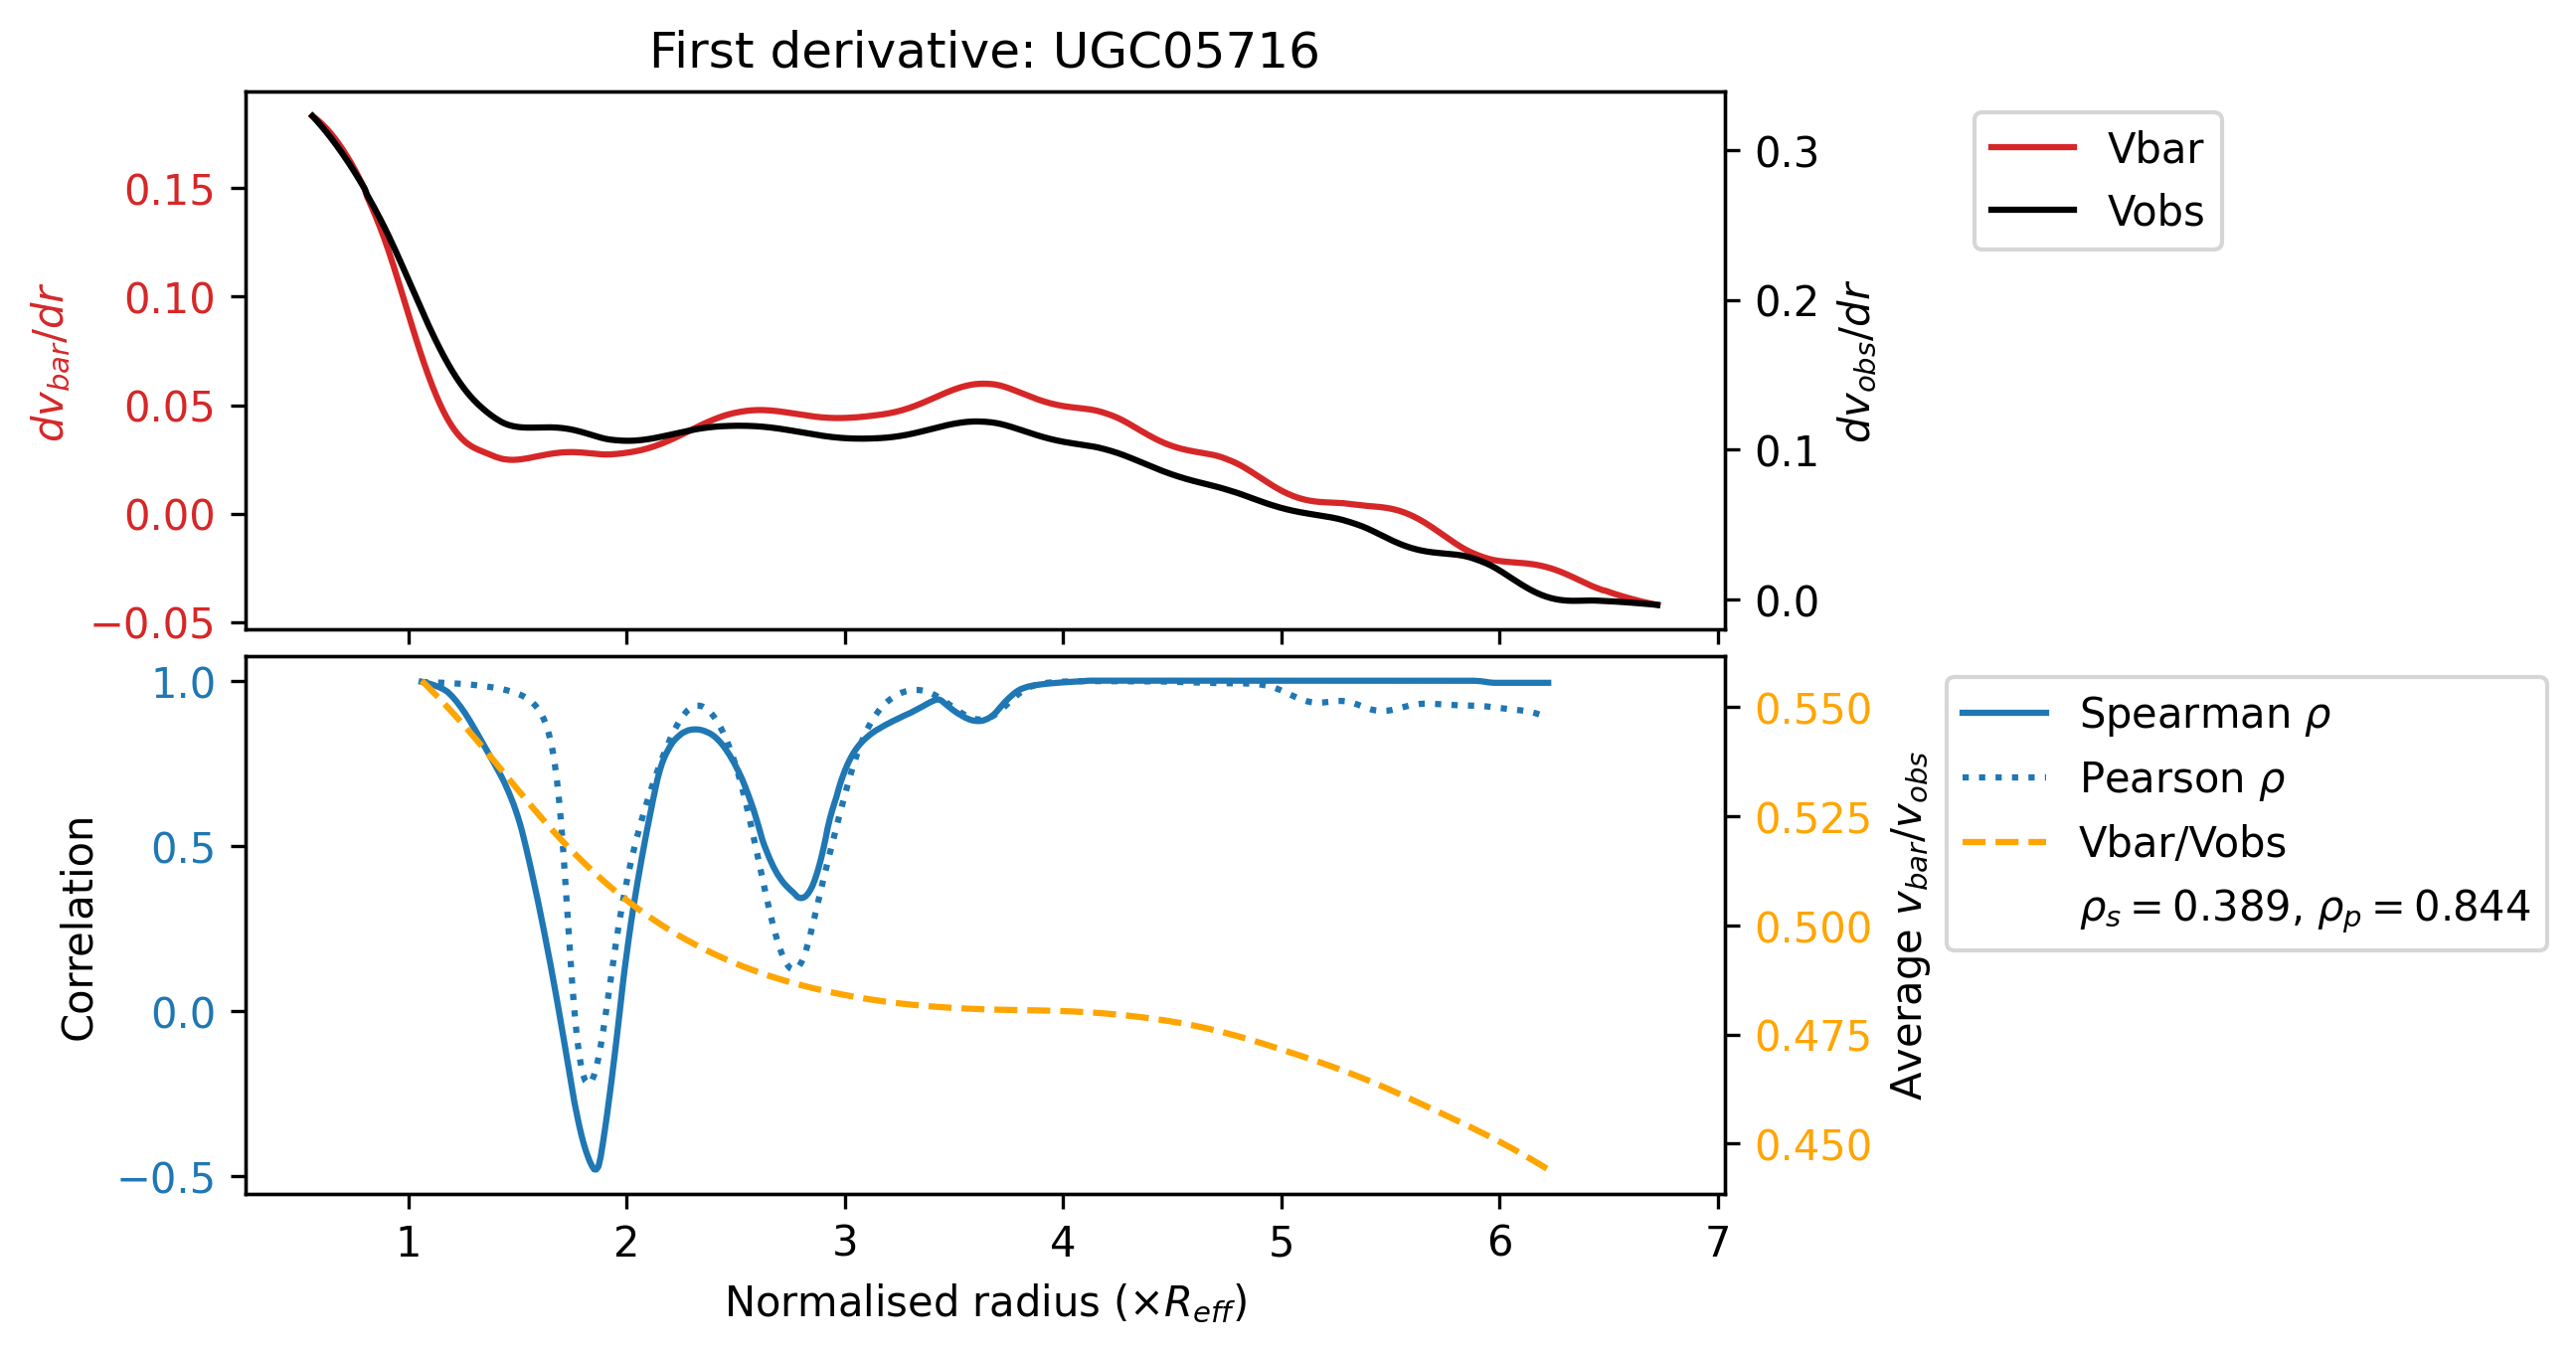 First derivative: UGC05716
0.15
0.10
0.05
0.00
−0.05
dv_bar/dr
0.3
0.2
0.1
0.0
dv_obs/dr
Vbar
Vobs
1.0
0.5
0.0
−0.5
Correlation
0.550
0.525
0.500
0.475
0.450
Average v_bar/v_obs
Spearman ρ
Pearson ρ
Vbar/Vobs
ρ_s = 0.389, ρ_p = 0.844
1 2 3 4 5 6 7
Normalised radius (×R_eff)